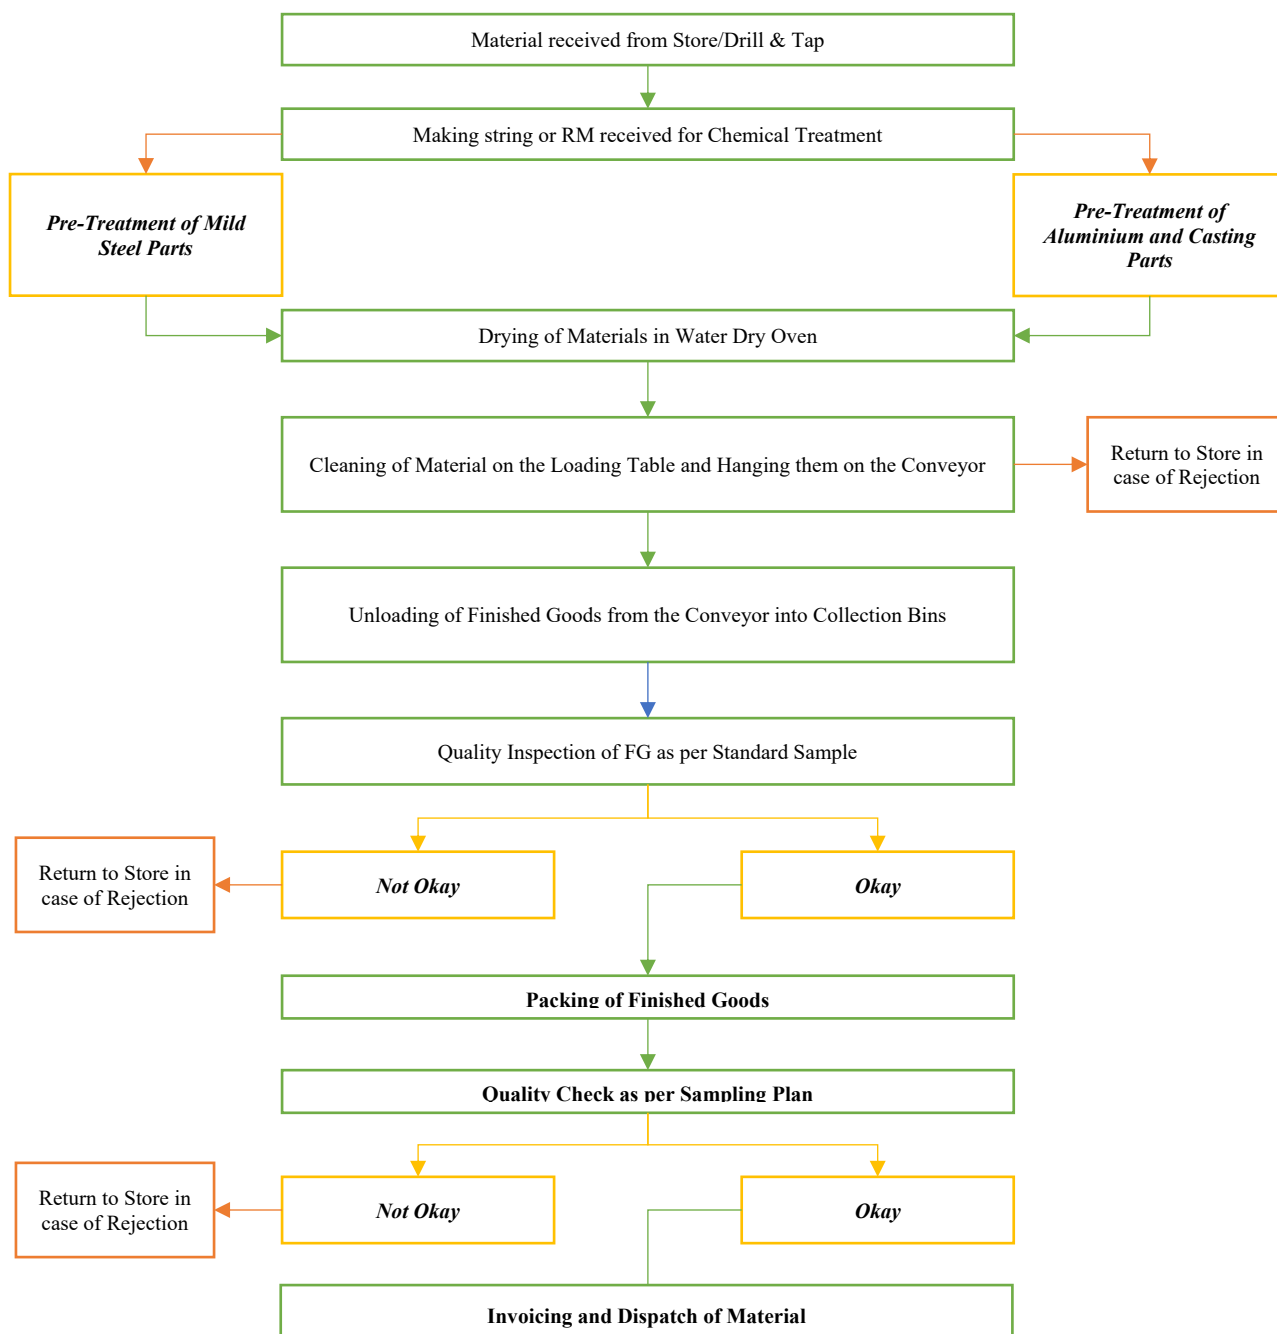 Material received from Store/Drill & Tap
Making string or RM received for Chemical Treatment
Pre-Treatment of Mild
Steel Parts
Pre-Treatment of
Aluminium and Casting
Parts
Drying of Materials in Water Dry Oven
Cleaning of Material on the Loading Table and Hanging them on the Conveyor
Return to Store in
case of Rejection
Unloading of Finished Goods from the Conveyor into Collection Bins
Quality Inspection of FG as per Standard Sample
Return to Store in
case of Rejection
Not Okay
Okay
Packing of Finished Goods
Quality Check as per Sampling Plan
Return to Store in
case of Rejection
Not Okay
Okay
Invoicing and Dispatch of Material